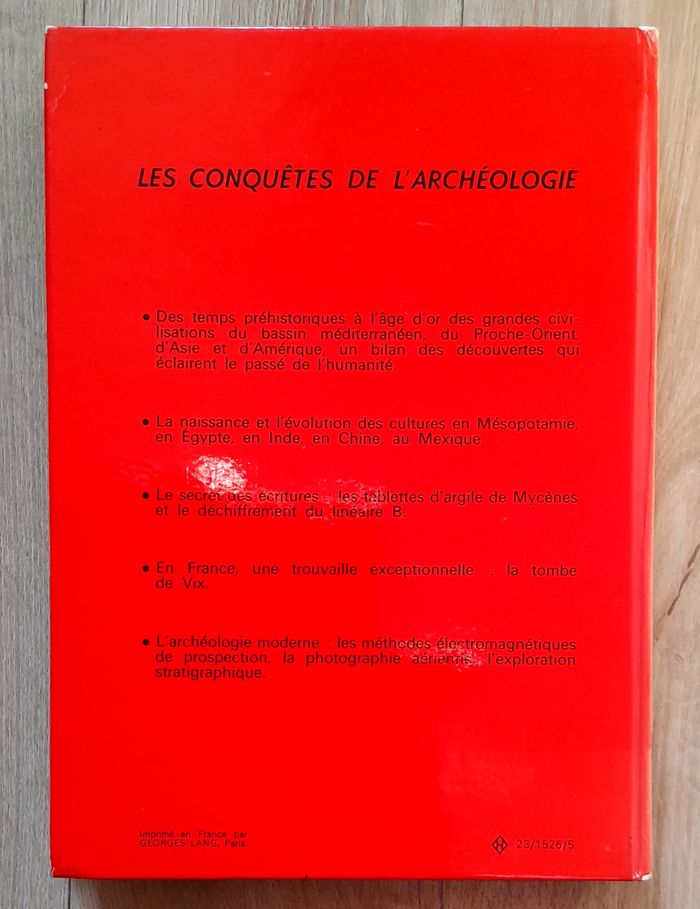 LES CONQUÊTES DE L'ARCHÉOLOGIE
• Des temps préhistoriques à l'âge d'or des grandes civi-
lisations du bassin méditerranéen, du Proche-Orient,
d'Asie et d'Amérique, un bilan des découvertes qui
éclairent le passé de l'humanité.
• La naissance et l'évolution des cultures en Mésopotamie,
en Égypte, en Inde, en Chine, au Mexique.
• Le secret des écritures : les tablettes d'argile de Mycènes
et le déchiffrement du linéaire B.
• En France, une trouvaille exceptionnelle : la tombe
de Vix.
• L'archéologie moderne : les méthodes électromagnétiques
de prospection, la photographie aérienne, l'exploration
stratigraphique.
Imprimé en France par
GEORGES LANG, Paris.
H 23/1526/5